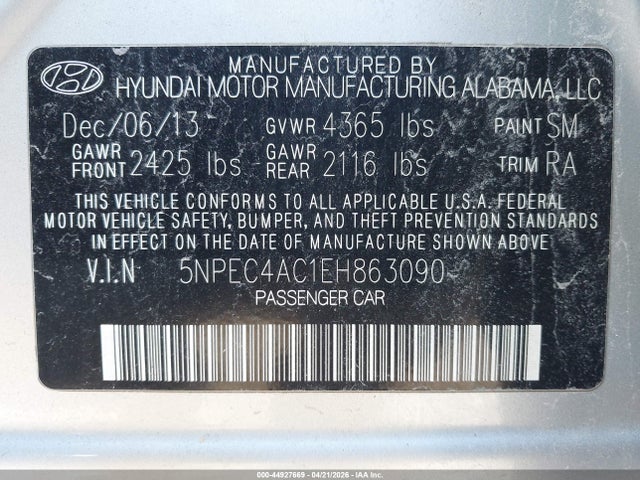 MANUFACTURED BY
HYUNDAI MOTOR MANUFACTURING ALABAMA, LLC
Dec/06/13 GVWR 4365 lbs PAINT SM
GAWR FRONT 2425 lbs GAWR REAR 2116 lbs TRIM RA
THIS VEHICLE CONFORMS TO ALL APPLICABLE U.S.A. FEDERAL
MOTOR VEHICLE SAFETY, BUMPER, AND THEFT PREVENTION STANDARDS
IN EFFECT ON THE DATE OF MANUFACTURE SHOWN ABOVE
V.I.N 5NPEC4AC1EH863090
PASSENGER CAR
000-44927669 04/21/2026 - COPART